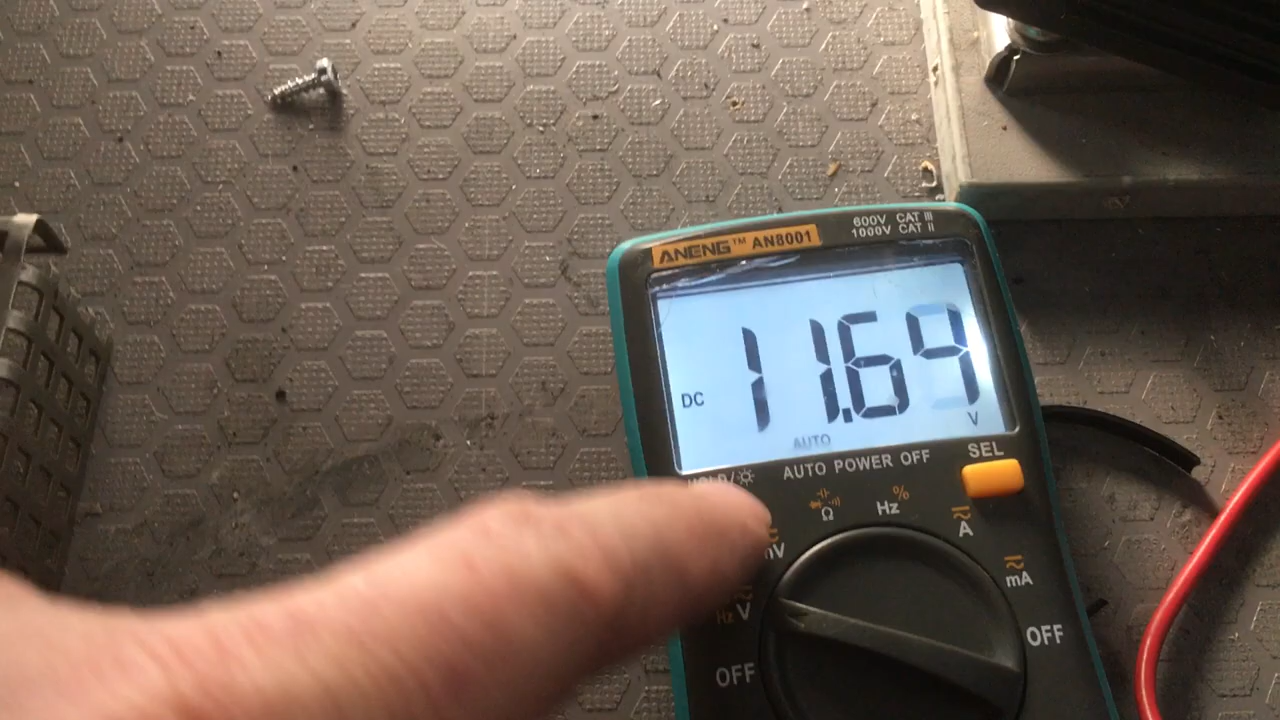 600V CAT III
1000V CAT II
ANENG™ AN8001
DC
11.69
V
AUTO
HOLD/
AUTO POWER OFF
SEL
Ω
Hz %
A
mV
mA
Hz V
OFF
OFF